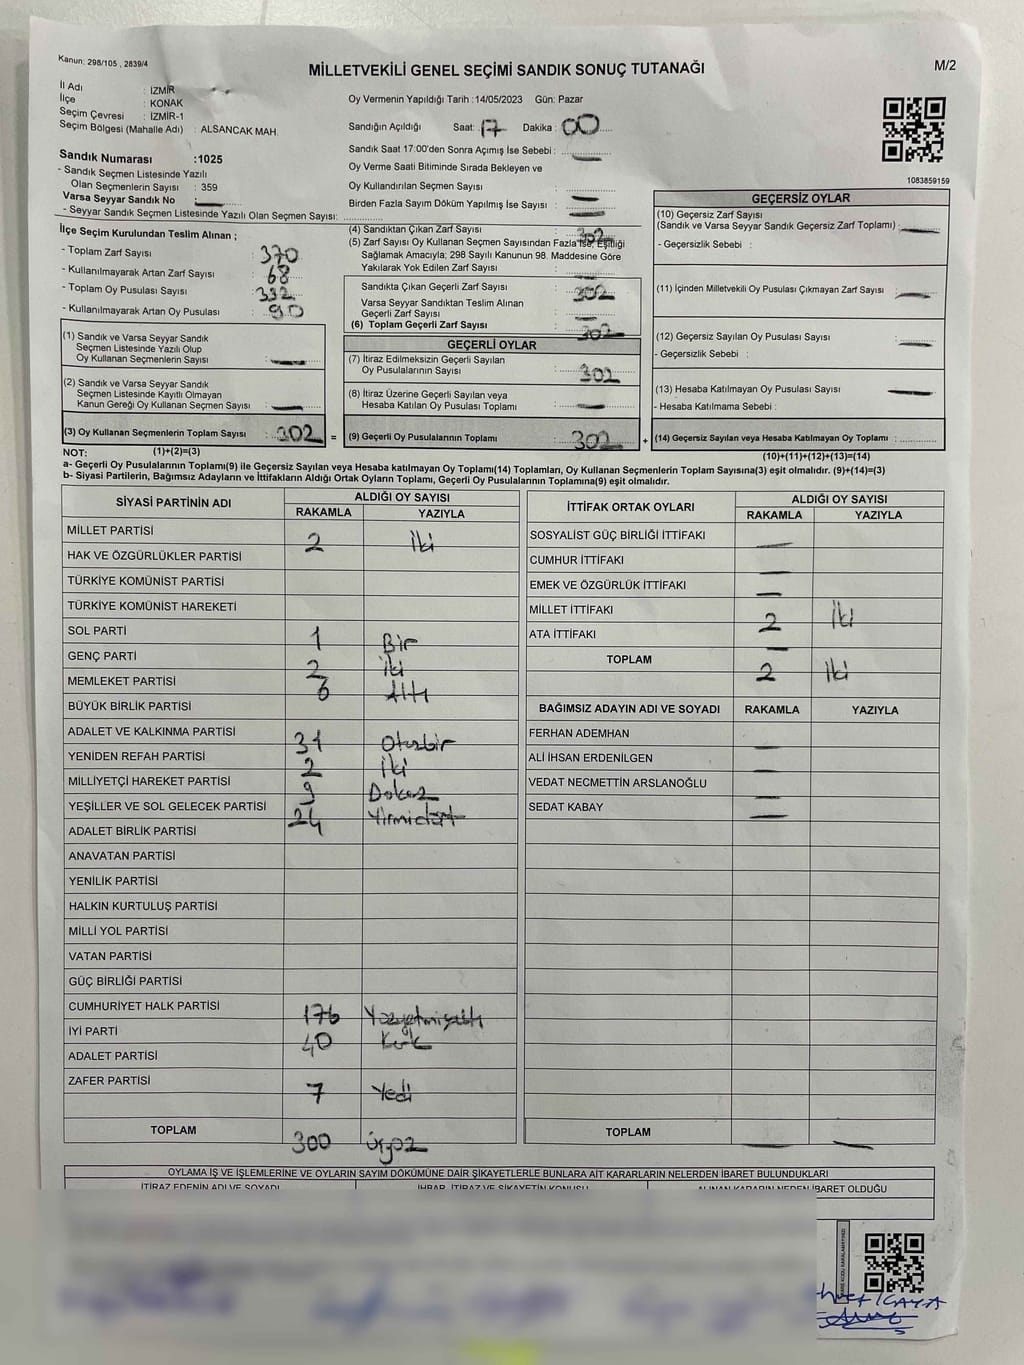 Kanun: 298/105 , 2839/4
MİLLETVEKİLİ GENEL SEÇİMİ SANDIK SONUÇ TUTANAĞI
M/2
İl Adı : İZMİR
İlçe : KONAK
Seçim Çevresi : İZMİR-1
Seçim Bölgesi (Mahalle Adı) : ALSANCAK MAH.
Oy Vermenin Yapıldığı Tarih :14/05/2023 Gün: Pazar
Sandığın Açıldığı Saat: 17 Dakika : 00
Sandık Saat 17:00'den Sonra Açımış İse Sebebi : —
Oy Verme Saati Bitiminde Sırada Bekleyen ve
Oy Kullandırılan Seçmen Sayısı : —
Birden Fazla Sayım Döküm Yapılmış İse Sayısı : —
1083859159
Sandık Numarası :1025
- Sandık Seçmen Listesinde Yazılı
Olan Seçmenlerin Sayısı : 359
Varsa Seyyar Sandık No : —
- Seyyar Sandık Seçmen Listesinde Yazılı Olan Seçmen Sayısı:
İlçe Seçim Kurulundan Teslim Alınan ;
- Toplam Zarf Sayısı : 370
- Kullanılmayarak Artan Zarf Sayısı : 68
- Toplam Oy Pusulası Sayısı : 332
- Kullanılmayarak Artan Oy Pusulası : 90
(1) Sandık ve Varsa Seyyar Sandık
Seçmen Listesinde Yazılı Olup
Oy Kullanan Seçmenlerin Sayısı : —
(2) Sandık ve Varsa Seyyar Sandık
Seçmen Listesinde Kayıtlı Olmayan
Kanun Gereği Oy Kullanan Seçmen Sayısı : —
(3) Oy Kullanan Seçmenlerin Toplam Sayısı : 302 =
(1)+(2)=(3)
(4) Sandıktan Çıkan Zarf Sayısı : 302
(5) Zarf Sayısı Oy Kullanan Seçmen Sayısından Fazla İse, Eşitliği
Sağlamak Amacıyla; 298 Sayılı Kanunun 98. Maddesine Göre
Yakılarak Yok Edilen Zarf Sayısı : —
Sandıkta Çıkan Geçerli Zarf Sayısı : 302
Varsa Seyyar Sandıktan Teslim Alınan
Geçerli Zarf Sayısı : —
(6) Toplam Geçerli Zarf Sayısı : 302
GEÇERLİ OYLAR
(7) İtiraz Edilmeksizin Geçerli Sayılan
Oy Pusulalarının Sayısı : 302
(8) İtiraz Üzerine Geçerli Sayılan veya
Hesaba Katılan Oy Pusulası Toplamı : —
(9) Geçerli Oy Pusulalarının Toplamı : 302 +
GEÇERSİZ OYLAR
(10) Geçersiz Zarf Sayısı
(Sandık ve Varsa Seyyar Sandık Geçersiz Zarf Toplamı) : —
- Geçersizlik Sebebi :
(11) İçinden Milletvekili Oy Pusulası Çıkmayan Zarf Sayısı : —
(12) Geçersiz Sayılan Oy Pusulası Sayısı : —
- Geçersizlik Sebebi :
(13) Hesaba Katılmayan Oy Pusulası Sayısı : —
- Hesaba Katılmama Sebebi :
(14) Geçersiz Sayılan veya Hesaba Katılmayan Oy Toplamı :
(10)+(11)+(12)+(13)=(14)
NOT:
a- Geçerli Oy Pusulalarının Toplamı(9) ile Geçersiz Sayılan veya Hesaba katılmayan Oy Toplamı(14) Toplamları, Oy Kullanan Seçmenlerin Toplam Sayısına(3) eşit olmalıdır. (9)+(14)=(3)
b- Siyasi Partilerin, Bağımsız Adayların ve İttifakların Aldığı Ortak Oyların Toplamı, Geçerli Oy Pusulalarının Toplamına(9) eşit olmalıdır.
SİYASİ PARTİNİN ADI ALDIĞI OY SAYISI
RAKAMLA YAZIYLA
MİLLET PARTİSİ 2 İki
HAK VE ÖZGÜRLÜKLER PARTİSİ
TÜRKİYE KOMÜNİST PARTİSİ
TÜRKİYE KOMÜNİST HAREKETİ
SOL PARTİ 1 Bir
GENÇ PARTİ 2 İki
MEMLEKET PARTİSİ 6 Altı
BÜYÜK BİRLİK PARTİSİ
ADALET VE KALKINMA PARTİSİ 31 Otuzbir
YENİDEN REFAH PARTİSİ 2 İki
MİLLİYETÇİ HAREKET PARTİSİ 9 Dokuz
YEŞİLLER VE SOL GELECEK PARTİSİ 24 Yirmidört
ADALET BİRLİK PARTİSİ
ANAVATAN PARTİSİ
YENİLİK PARTİSİ
HALKIN KURTULUŞ PARTİSİ
MİLLİ YOL PARTİSİ
VATAN PARTİSİ
GÜÇ BİRLİĞİ PARTİSİ
CUMHURİYET HALK PARTİSİ 176 Yüzyetmişaltı
İYİ PARTİ 40 Kırk
ADALET PARTİSİ
ZAFER PARTİSİ 7 Yedi
TOPLAM 300 Üçyüz
İTTİFAK ORTAK OYLARI ALDIĞI OY SAYISI
RAKAMLA YAZIYLA
SOSYALİST GÜÇ BİRLİĞİ İTTİFAKI —
CUMHUR İTTİFAKI —
EMEK VE ÖZGÜRLÜK İTTİFAKI —
MİLLET İTTİFAKI 2 İki
ATA İTTİFAKI —
TOPLAM 2 İki
BAĞIMSIZ ADAYIN ADI VE SOYADI RAKAMLA YAZIYLA
FERHAN ADEMHAN —
ALİ İHSAN ERDENİLGEN —
VEDAT NECMETTİN ARSLANOĞLU —
SEDAT KABAY —
TOPLAM — —
OYLAMA İŞ VE İŞLEMLERİNE VE OYLARIN SAYIM DÖKÜMÜNE DAİR ŞİKAYETLERLE BUNLARA AİT KARARLARIN NELERDEN İBARET BULUNDUKLARI
İTİRAZ EDENİN ADI VE SOYADI İHBAR, İTİRAZ VE ŞİKAYETİN KONUSU ALINAN KARARIN NEDEN İBARET OLDUĞU
KAYA